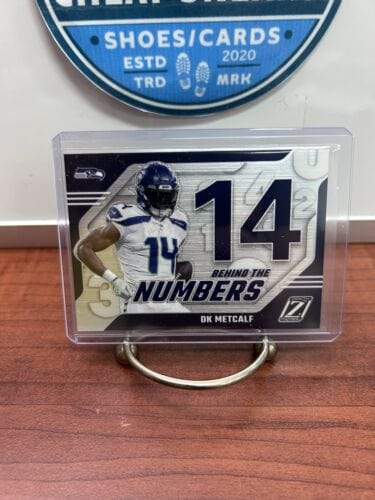 SHOES/CARDS
ESTD 2020
TRD MRK
14
14
BEHIND THE
NUMBERS
DK METCALF
Z